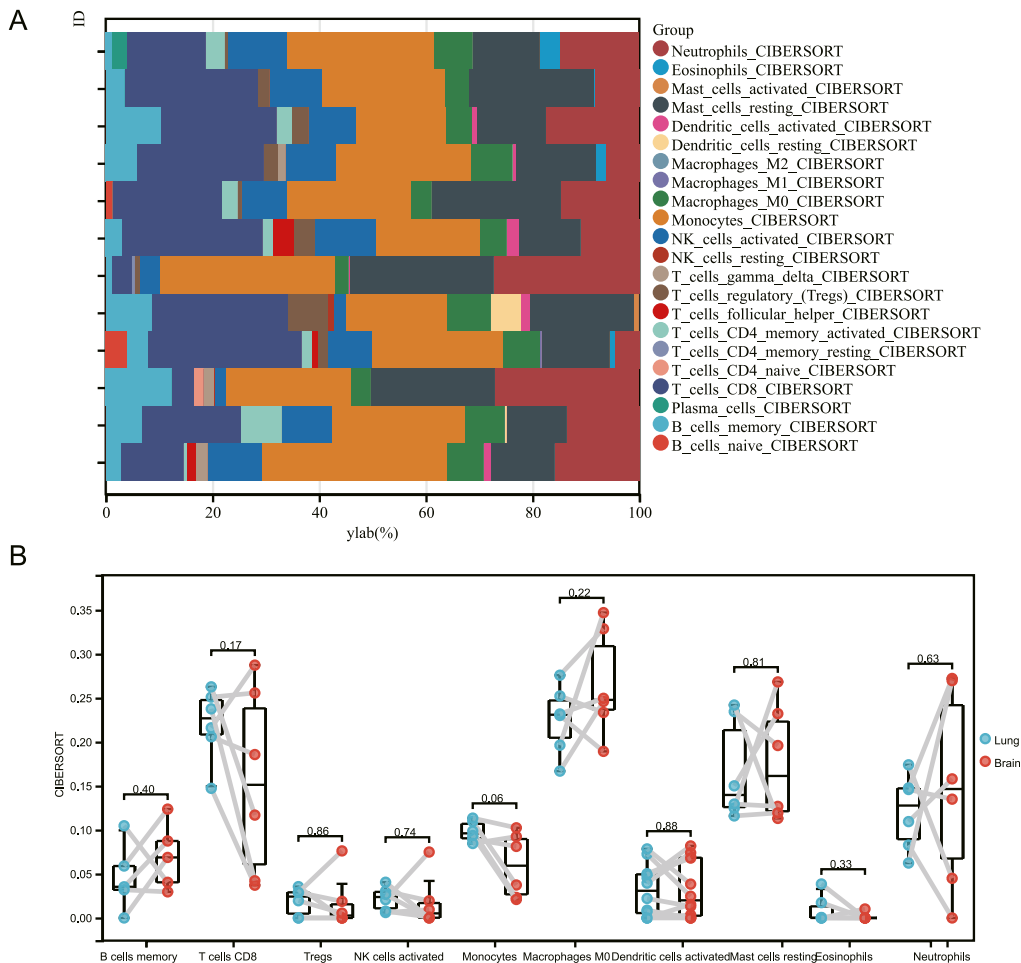 A
ID
Group
Neutrophils_CIBERSORT
Eosinophils_CIBERSORT
Mast_cells_activated_CIBERSORT
Mast_cells_resting_CIBERSORT
Dendritic_cells_activated_CIBERSORT
Dendritic_cells_resting_CIBERSORT
Macrophages_M2_CIBERSORT
Macrophages_M1_CIBERSORT
Macrophages_M0_CIBERSORT
Monocytes_CIBERSORT
NK_cells_activated_CIBERSORT
NK_cells_resting_CIBERSORT
T_cells_gamma_delta_CIBERSORT
T_cells_regulatory_(Tregs)_CIBERSORT
T_cells_follicular_helper_CIBERSORT
T_cells_CD4_memory_activated_CIBERSORT
T_cells_CD4_memory_resting_CIBERSORT
T_cells_CD4_naive_CIBERSORT
T_cells_CD8_CIBERSORT
Plasma_cells_CIBERSORT
B_cells_memory_CIBERSORT
B_cells_naive_CIBERSORT
0 20 40 60 80 100
ylab(%)
B
CIBERSORT
0.35
0.30
0.25
0.20
0.15
0.10
0.05
0.00
0.40
0.17
0.86
0.74
0.06
0.22
0.88
0.81
0.33
0.63
Lung
Brain
B cells memory T cells CD8 Tregs NK cells activated Monocytes Macrophages M0 Dendritic cells activated Mast cells resting Eosinophils Neutrophils